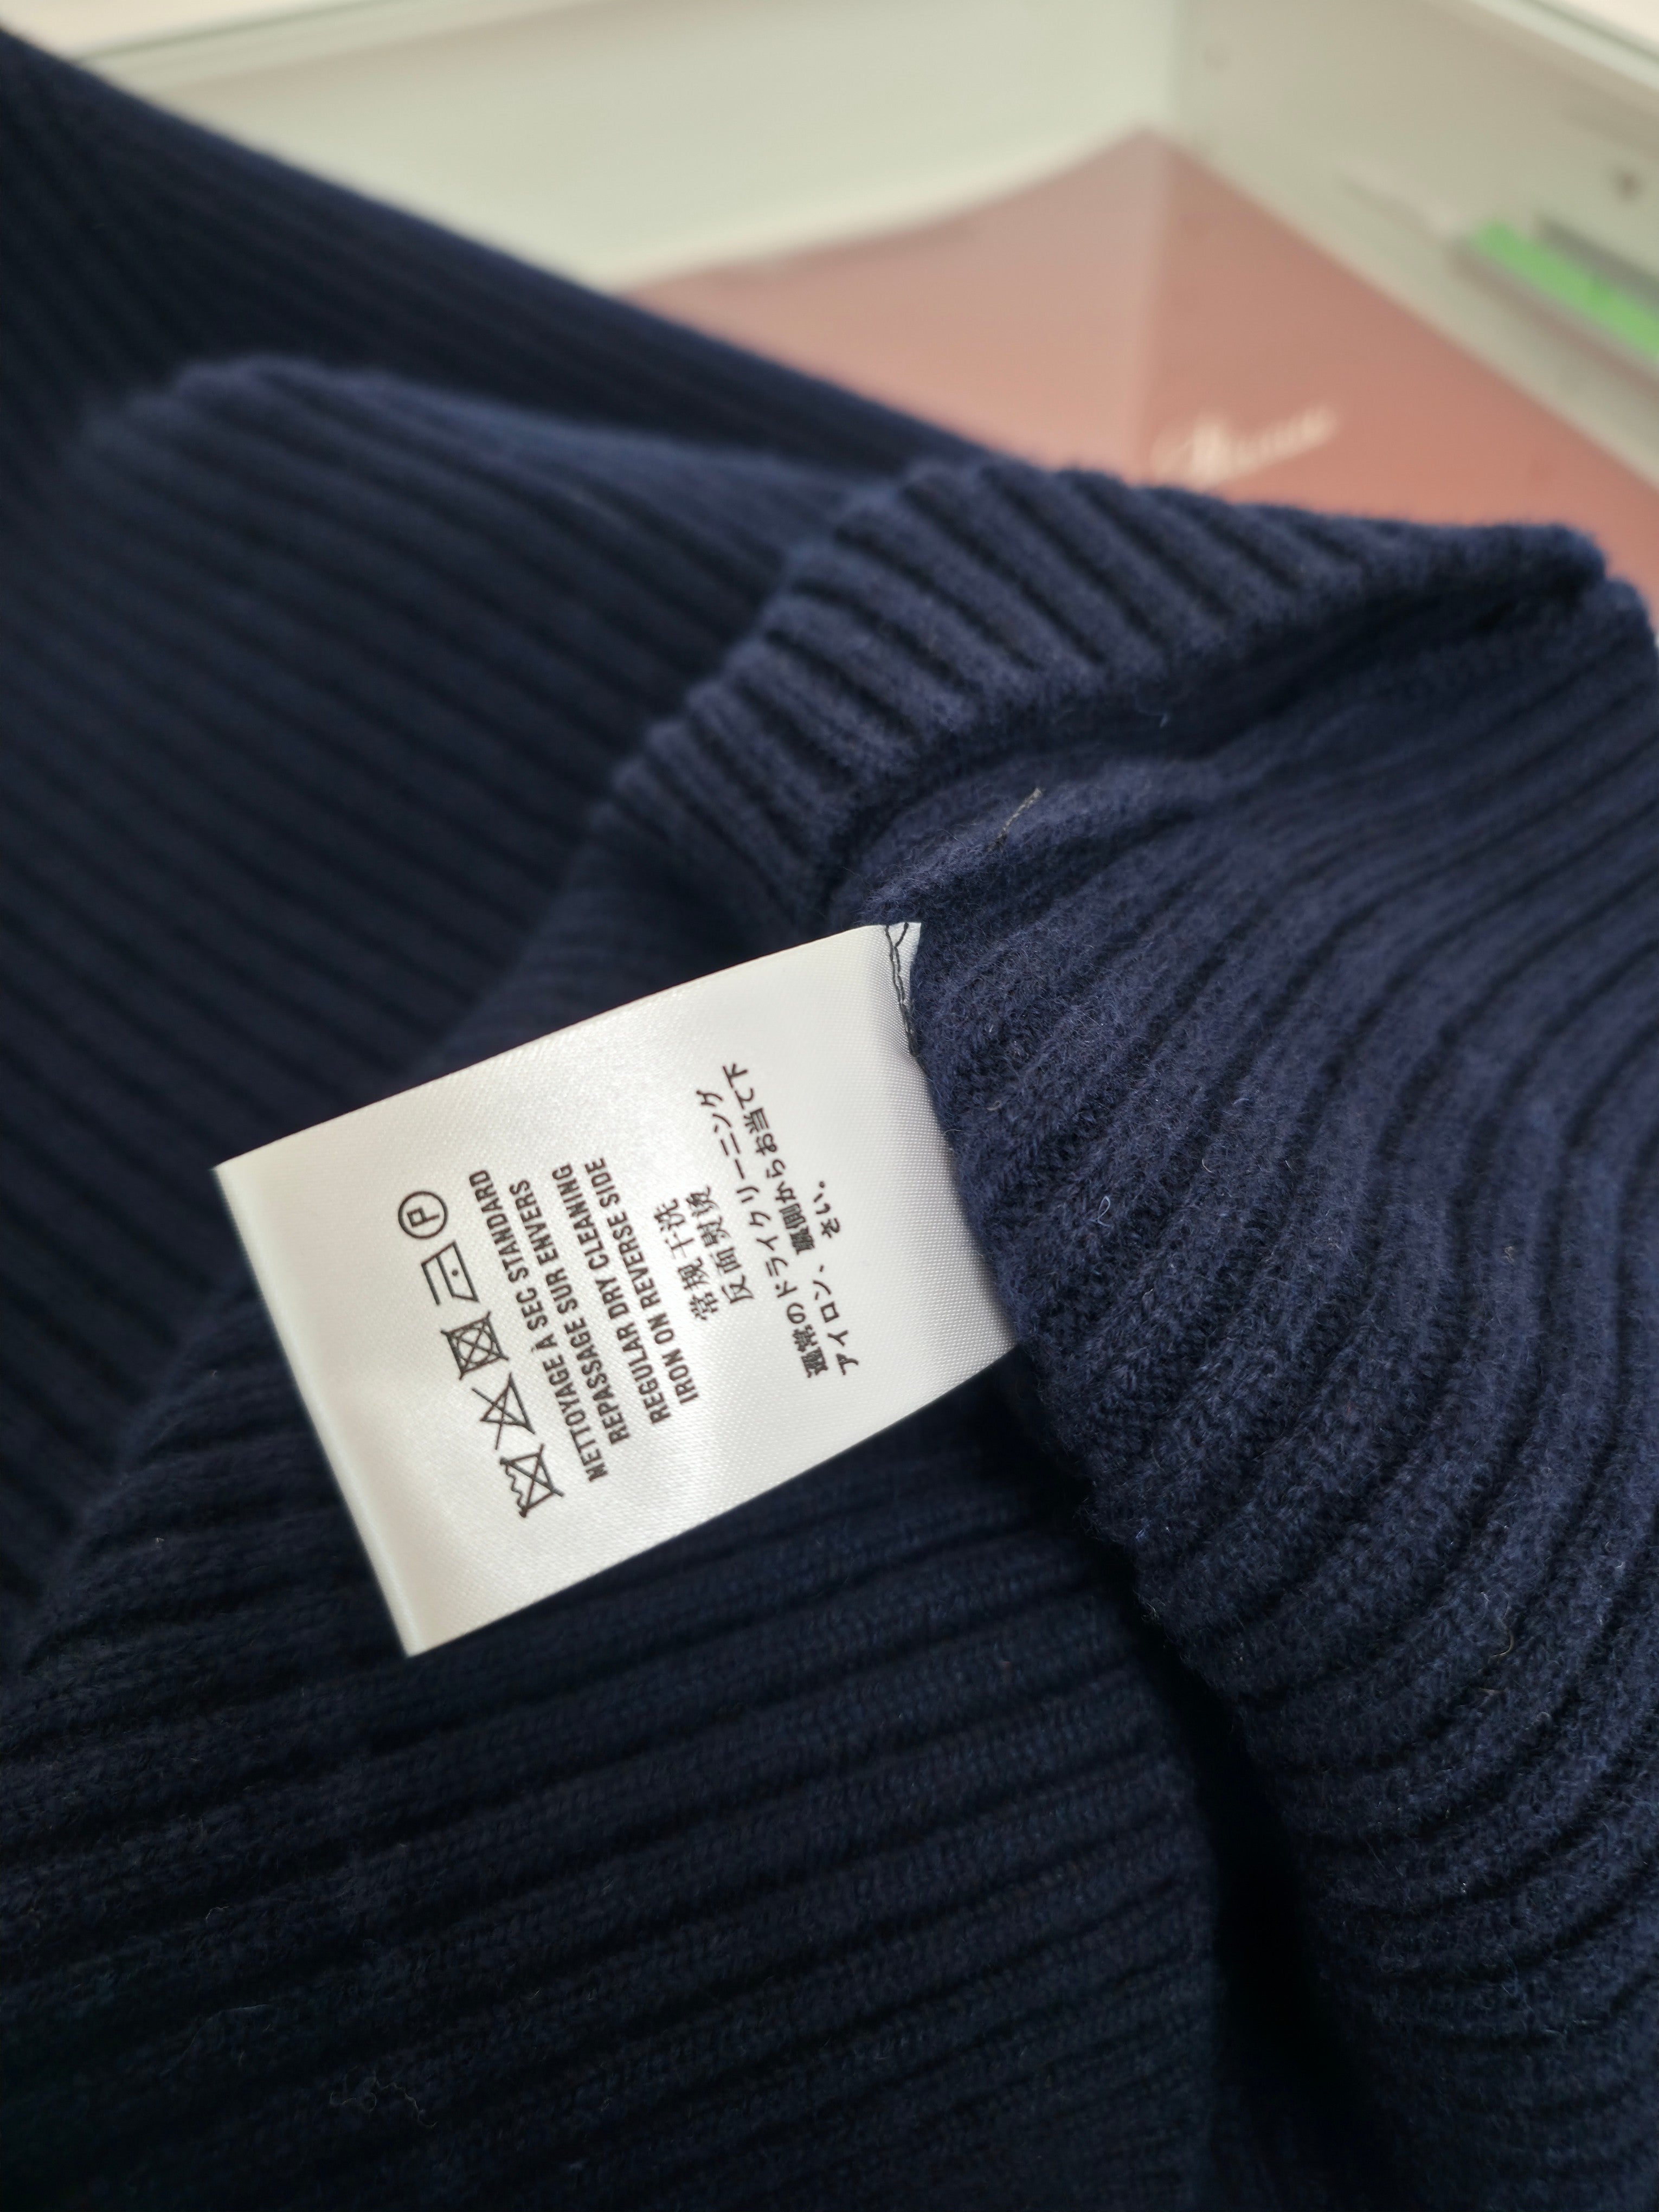 P
NETTOYAGE À SEC STANDARD
REPASSAGE SUR ENVERS
REGULAR DRY CLEANING
IRON ON REVERSE SIDE
常规干洗
反面熨烫
通常のドライクリーニング
アイロン、裏側からお当て下
さい。